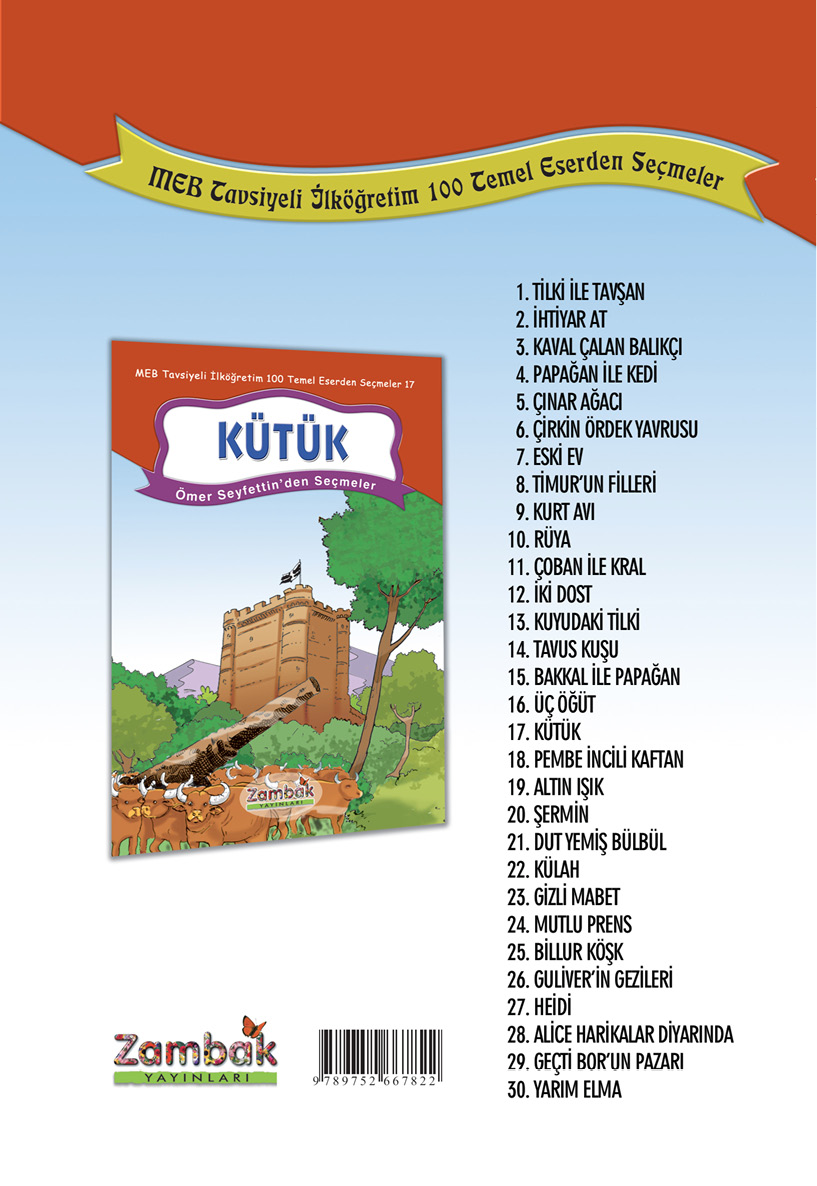 MEB Tavsiyeli İlköğretim 100 Temel Eserden Seçmeler
MEB Tavsiyeli İlköğretim 100 Temel Eserden Seçmeler 17
KÜTÜK
Ömer Seyfettin'den Seçmeler
Zambak
YAYINLARI
1. TİLKİ İLE TAVŞAN
2. İHTİYAR AT
3. KAVAL ÇALAN BALIKÇI
4. PAPAĞAN İLE KEDİ
5. ÇINAR AĞACI
6. ÇİRKİN ÖRDEK YAVRUSU
7. ESKİ EV
8. TİMUR'UN FİLLERİ
9. KURT AVI
10. RÜYA
11. ÇOBAN İLE KRAL
12. İKİ DOST
13. KUYUDAKİ TİLKİ
14. TAVUS KUŞU
15. BAKKAL İLE PAPAĞAN
16. ÜÇ ÖĞÜT
17. KÜTÜK
18. PEMBE İNCİLİ KAFTAN
19. ALTIN IŞIK
20. ŞERMİN
21. DUT YEMİŞ BÜLBÜL
22. KÜLAH
23. GİZLİ MABET
24. MUTLU PRENS
25. BİLLUR KÖŞK
26. GULİVER'İN GEZİLERİ
27. HEİDİ
28. ALİCE HARİKALAR DİYARINDA
29. GEÇTİ BOR'UN PAZARI
30. YARIM ELMA
Zambak
YAYINLARI
9 789752 667822